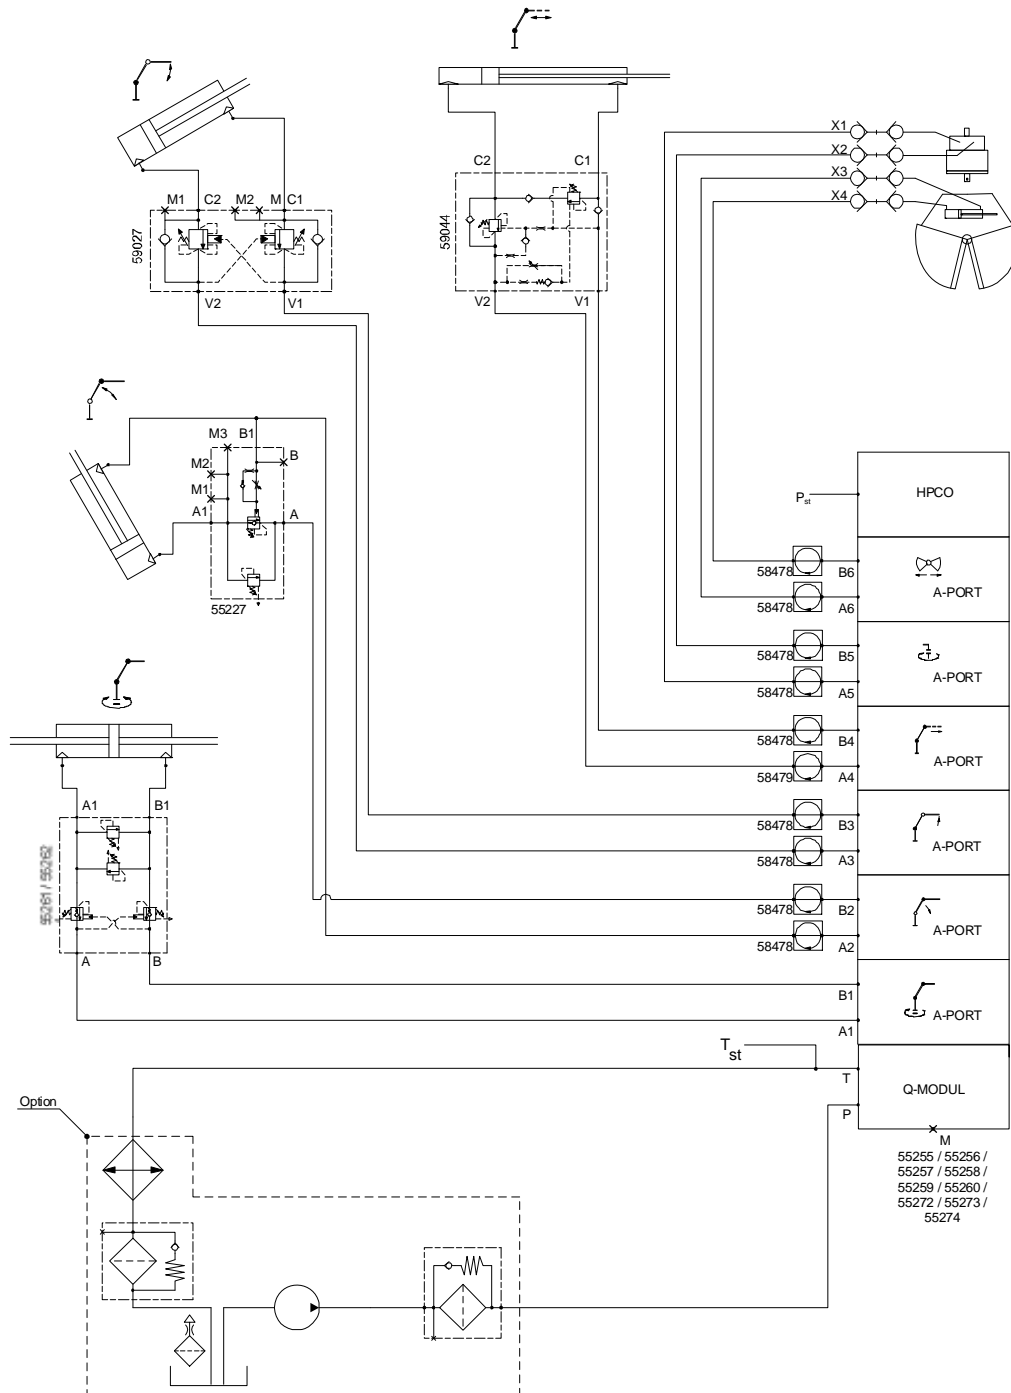 X1
X2
X3
X4
C2
C1
59044
V2
V1
M1
C2
M2
M
C1
59027
V2
V1
M3
B1
B
M2
M1
A1
A
55227
Pst
HPCO
58478
B6
A-PORT
58478
A6
58478
B5
A-PORT
58478
A5
58478
B4
A-PORT
58479
A4
58478
B3
A-PORT
58478
A3
58478
B2
A-PORT
58478
A2
B1
A-PORT
A1
A1
B1
55261 / 55262
A
B
Tst
T
Q-MODUL
P
M
55255 / 55256 /
55257 / 55258 /
55259 / 55260 /
55272 / 55273 /
55274
Option